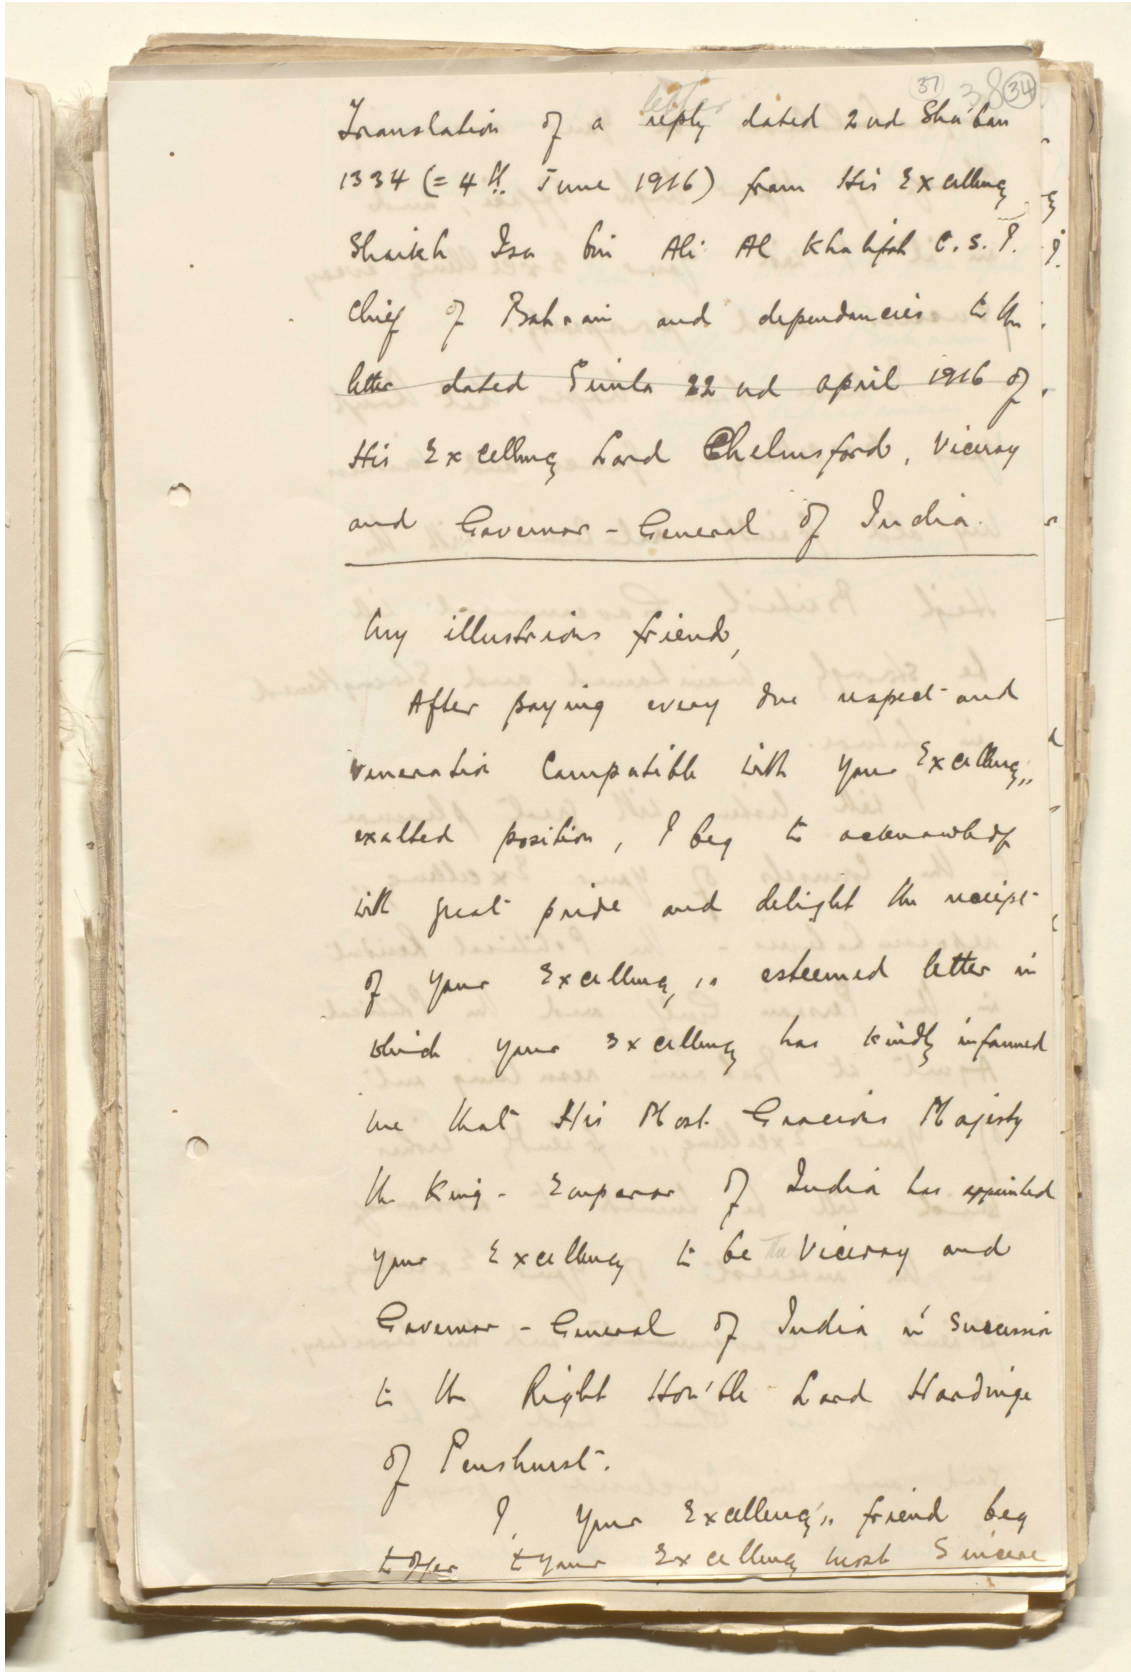 37 38 34
letter
Translation of a reply dated 2nd Sha'ban
1334 (= 4th June 1916) from His Excellency
Shaikh Isa bin Ali Al Khalifah C.S.I.
Chief of Bahrain and dependancies to the
letter dated Simla 22nd april 1916 of
His Excellency Lord Chelmsford, Viceroy
and Governor-General of India.
My illustrious friend,
After paying every due respect and
veneration compatible with your Excellency's
exalted position, I beg to acknowledge
with great pride and delight the receipt
of your Excellency's esteemed letter in
which your Excellency has kindly informed
me that His Most Gracious Majesty
the King-Emperor of India has appointed
your Excellency to be the Viceroy and
Governor-General of India in succession
to the Right Hon'ble Lord Hardinge
of Penshurst.
I, your Excellency's friend beg
to offer to your Excellency most sincere